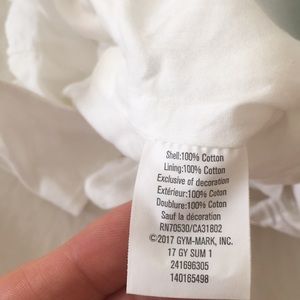 Shell:100% Cotton
Lining:100% Cotton
Exclusive of decoration
Extérieur:100% Coton
Doublure:100% Coton
Sauf la décoration
RN70530/CA31802
©2017 GYM-MARK, INC.
17 GY SUM 1
241696305
140165498